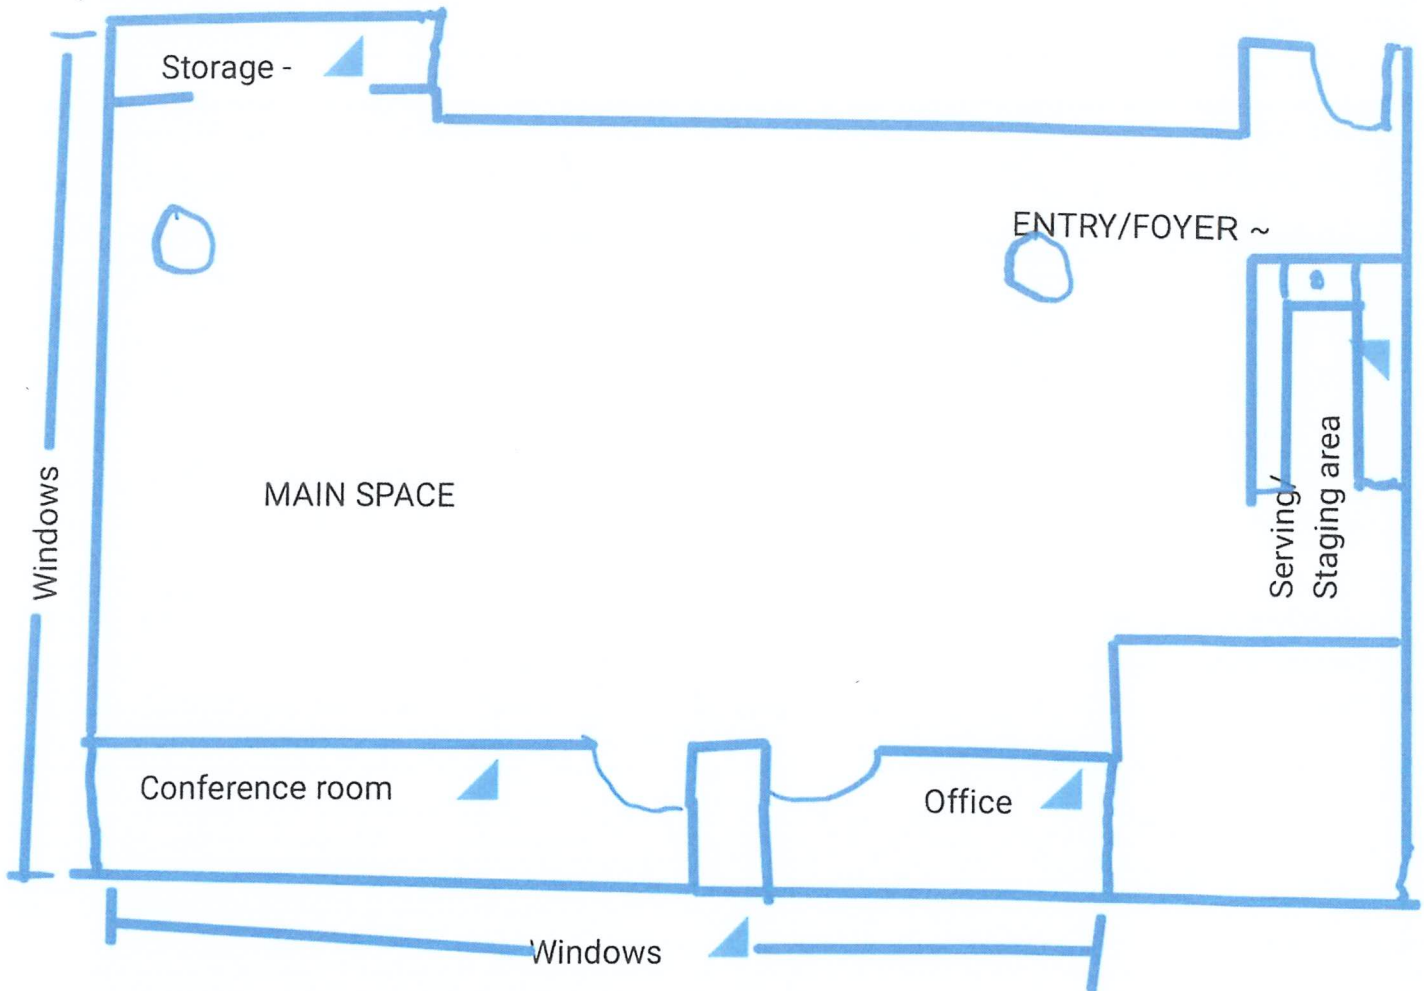 Storage -
ENTRY/FOYER ~
Serving/
Staging area
MAIN SPACE
Windows
Conference room
Office
Windows